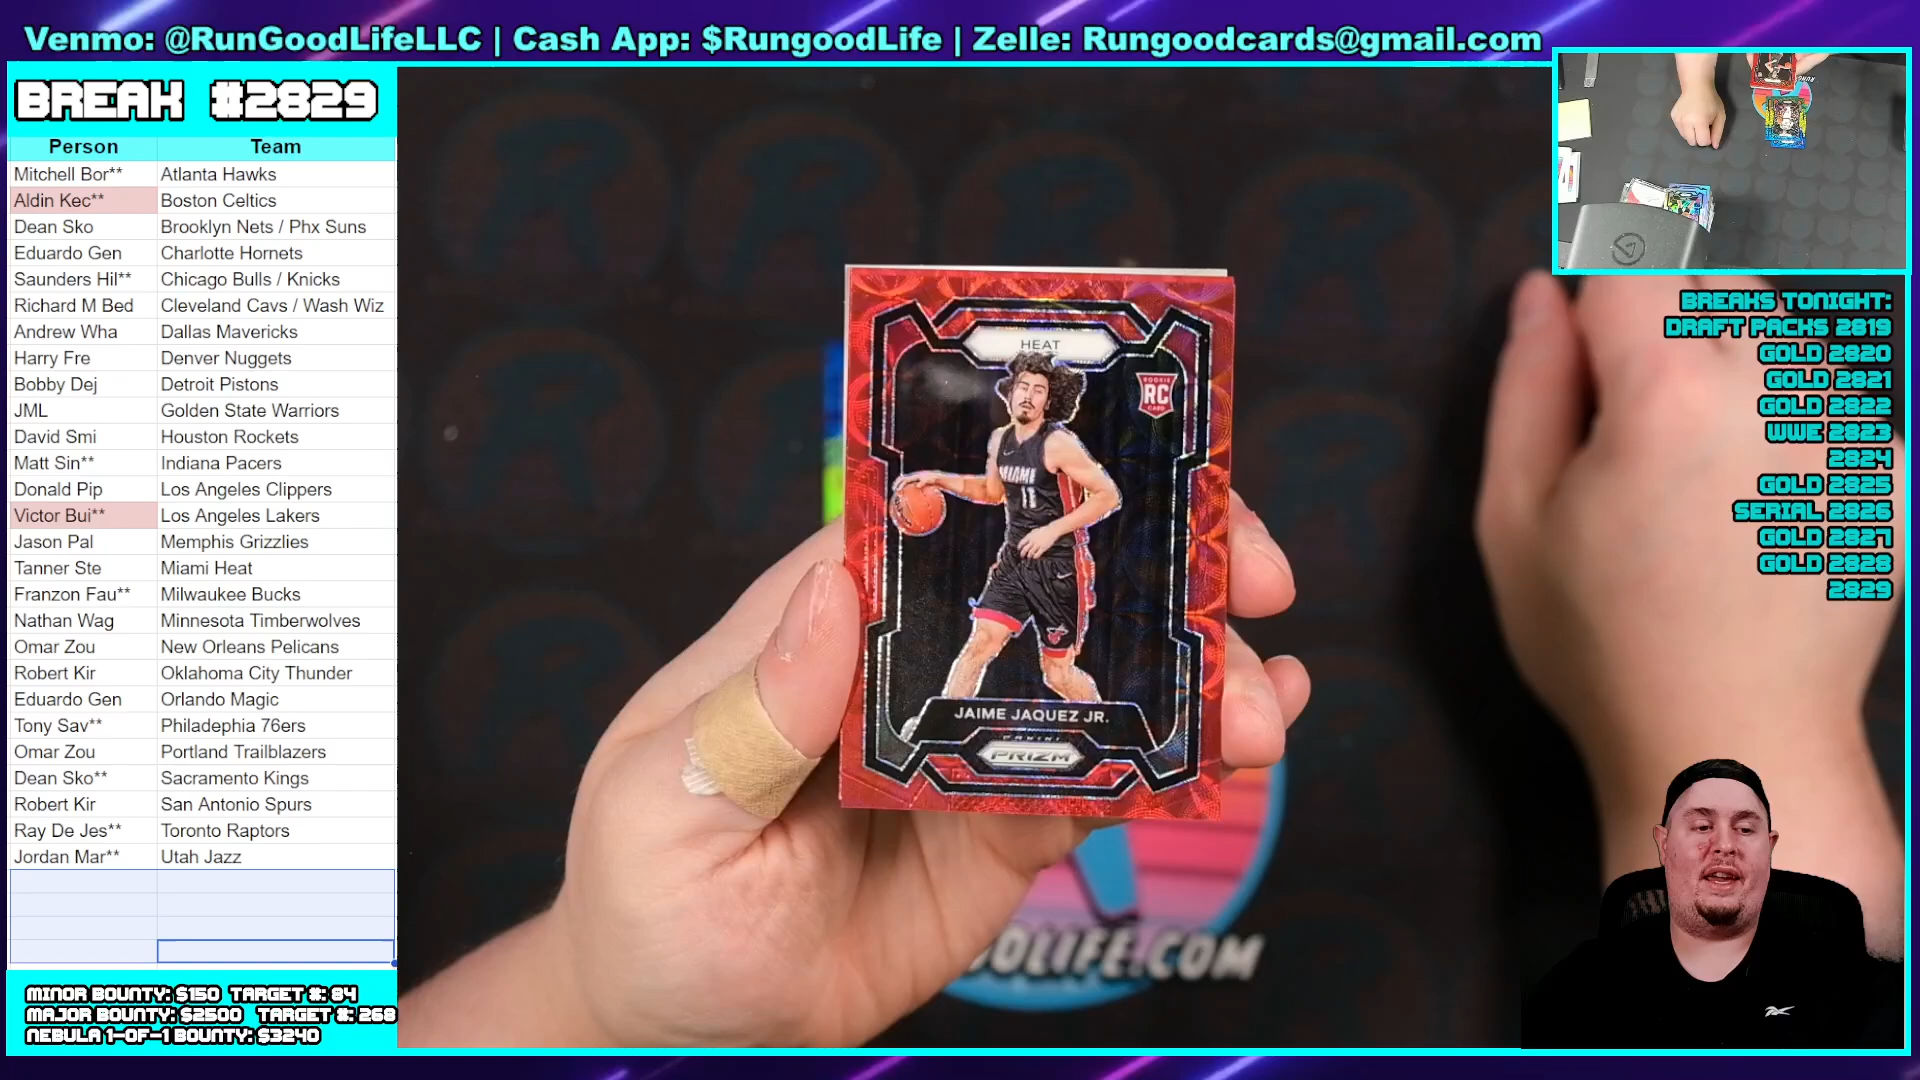 Venmo: @RunGoodLifeLLC | Cash App: $RungoodLife | Zelle: Rungoodcards@gmail.com
BREAK #2829
Person Team
Mitchell Bor** Atlanta Hawks
Aldin Kec** Boston Celtics
Dean Sko Brooklyn Nets / Phx Suns
Eduardo Gen Charlotte Hornets
Saunders Hil** Chicago Bulls / Knicks
Richard M Bed Cleveland Cavs / Wash Wiz
Andrew Wha Dallas Mavericks
Harry Fre Denver Nuggets
Bobby Dej Detroit Pistons
JML Golden State Warriors
David Smi Houston Rockets
Matt Sin** Indiana Pacers
Donald Pip Los Angeles Clippers
Victor Bui** Los Angeles Lakers
Jason Pal Memphis Grizzlies
Tanner Ste Miami Heat
Franzon Fau** Milwaukee Bucks
Nathan Wag Minnesota Timberwolves
Omar Zou New Orleans Pelicans
Robert Kir Oklahoma City Thunder
Eduardo Gen Orlando Magic
Tony Sav** Philadephia 76ers
Omar Zou Portland Trailblazers
Dean Sko** Sacramento Kings
Robert Kir San Antonio Spurs
Ray De Jes** Toronto Raptors
Jordan Mar** Utah Jazz
MINOR BOUNTY: $150 TARGET #: 84
MAJOR BOUNTY: $2500 TARGET #: 268
NEBULA 1-OF-1 BOUNTY: $3240
HEAT
ROOKIE
RC
CARD
MIAMI
11
JAIME JAQUEZ JR.
PANINI
PRIZM
OLIFE.COM
BREAKS TONIGHT:
DRAFT PACKS 2819
GOLD 2820
GOLD 2821
GOLD 2822
WWE 2823
2824
GOLD 2825
SERIAL 2826
GOLD 2827
GOLD 2828
2829